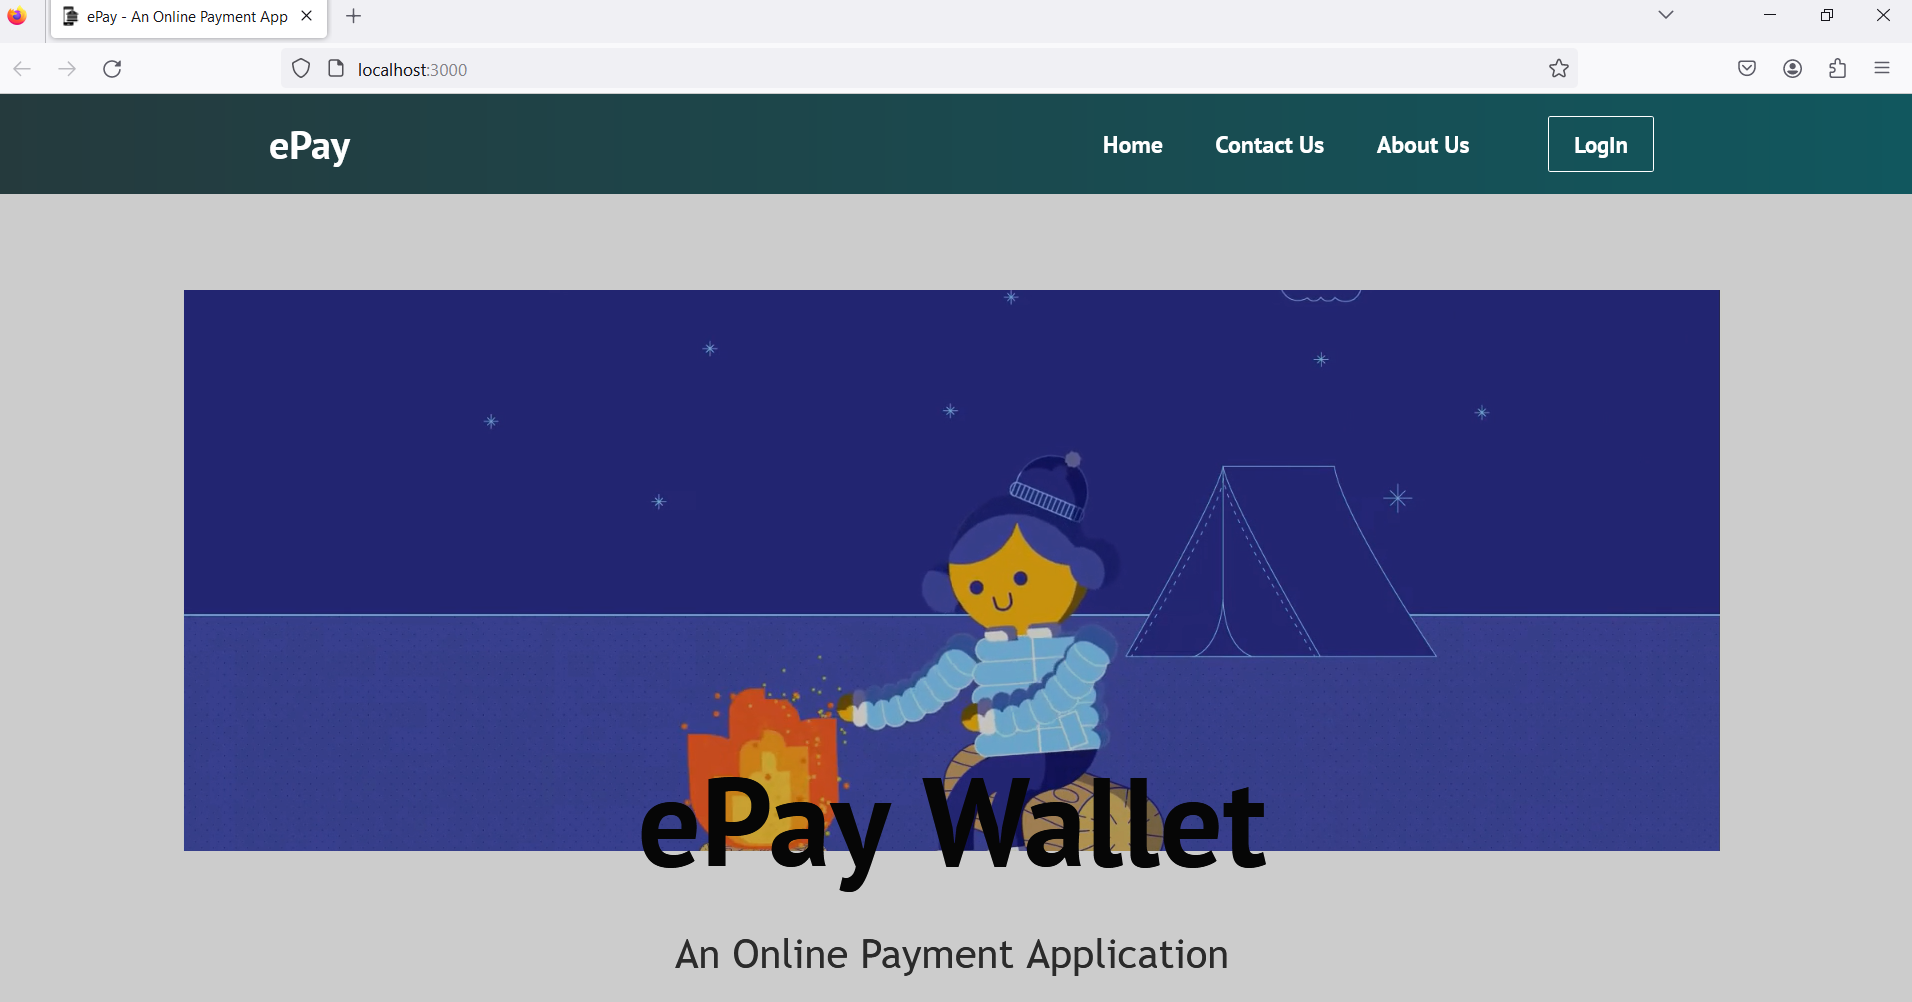 ePay - An Online Payment App
localhost:3000
ePay
Home Contact Us About Us LogIn
ePay Wallet
An Online Payment Application